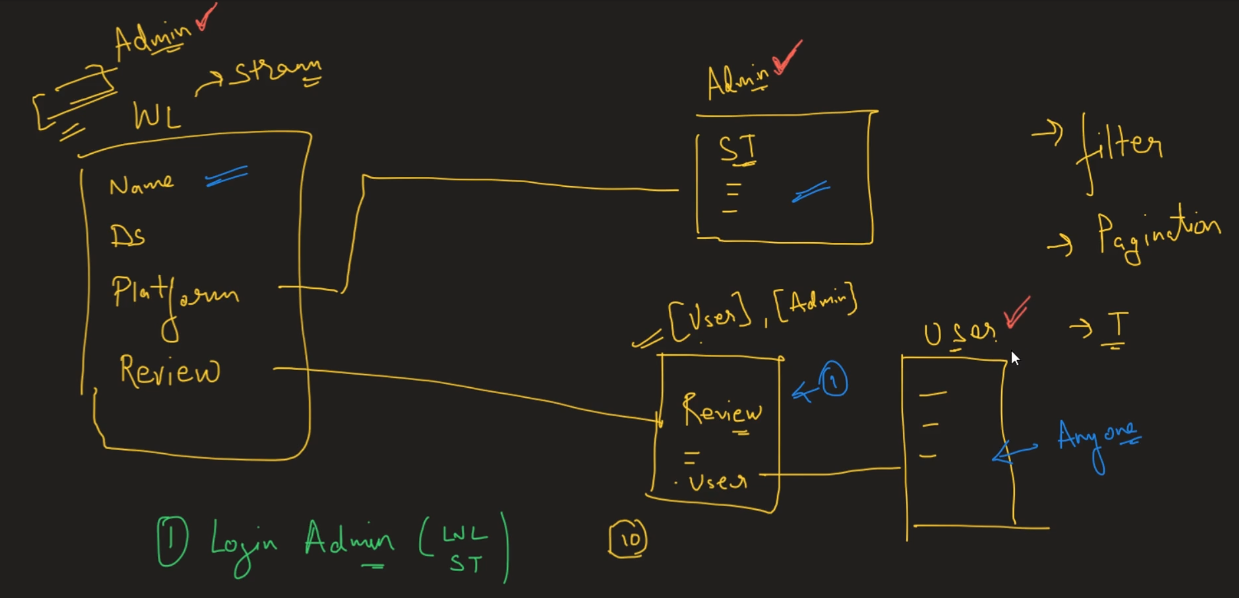 Admin
WL
Name
Ds
Platform
Review
Admin
ST
[User], [Admin]
Review
User
1
User
Anyone
→ filter
→ Pagination
→ I
1 Login Admin (WL
ST)
10